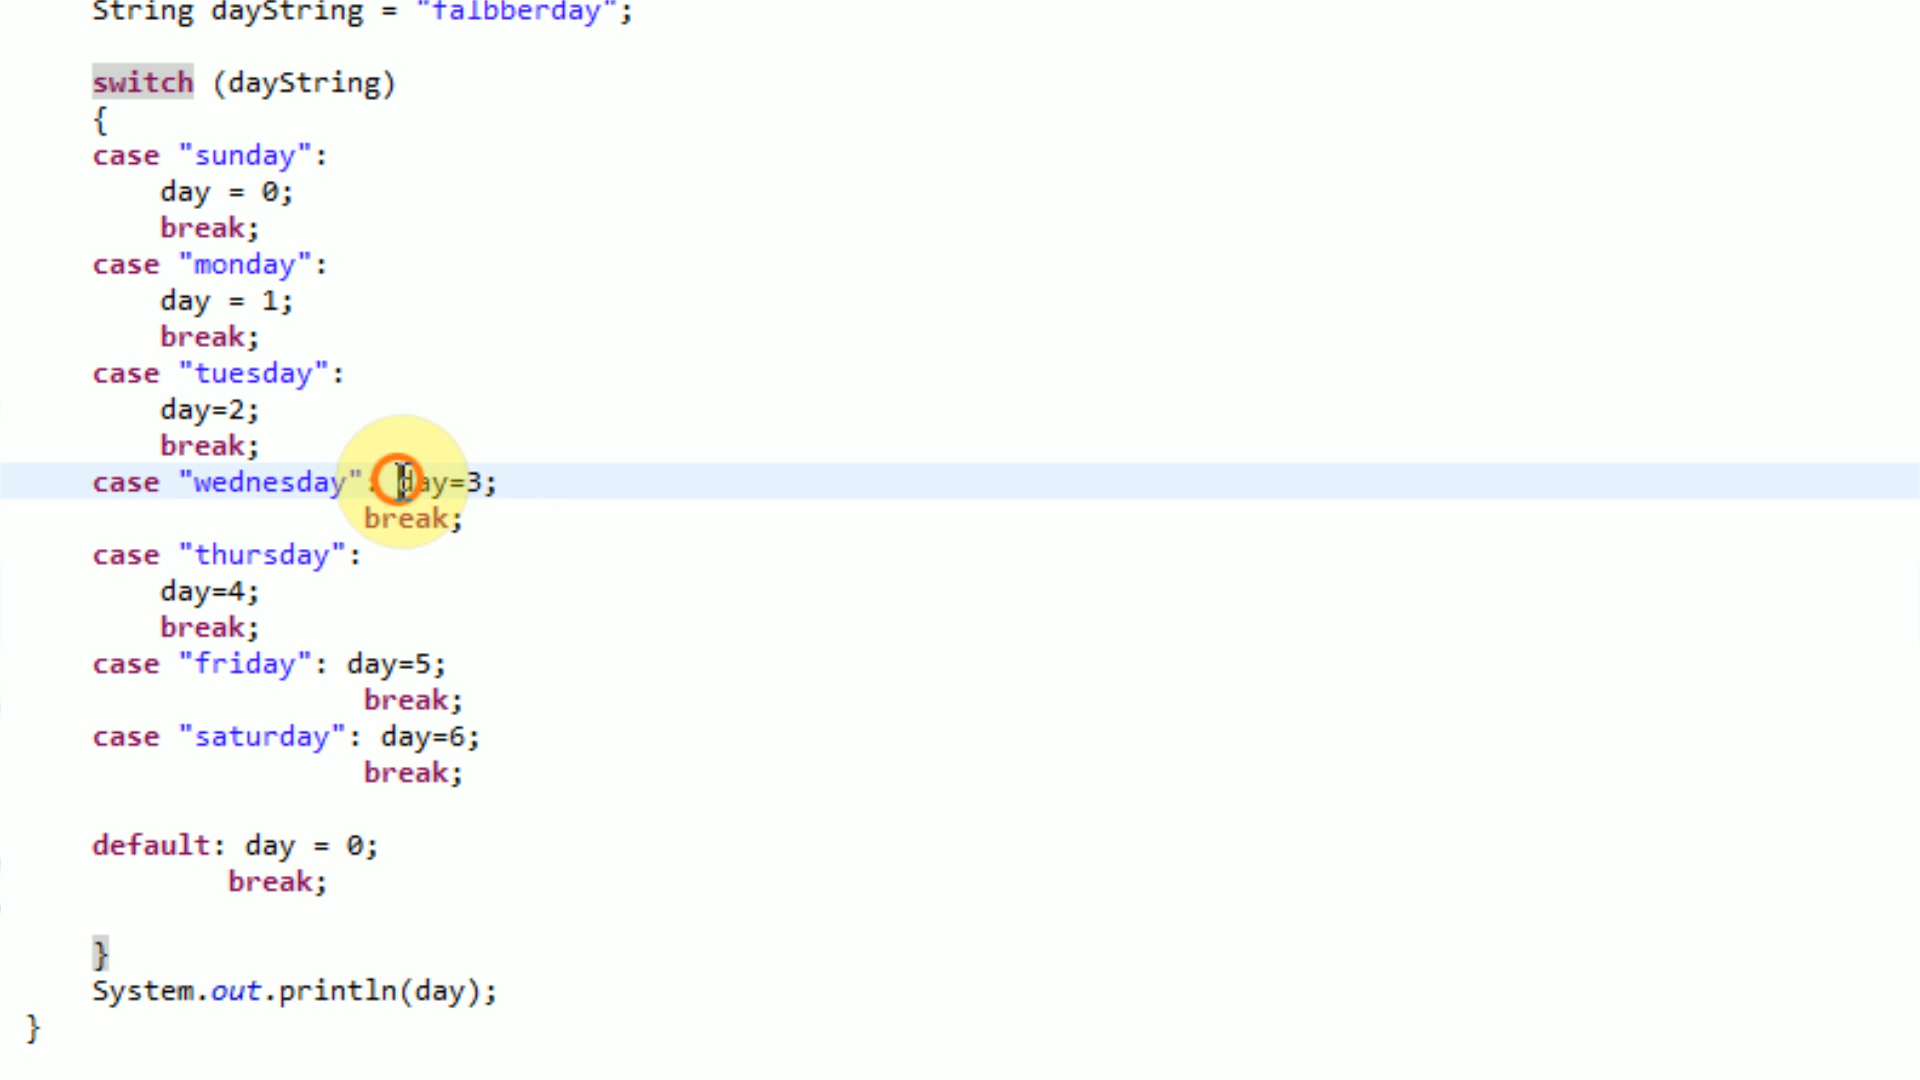 String dayString = "falbberday";
switch (dayString)
{
case "sunday":
day = 0;
break;
case "monday":
day = 1;
break;
case "tuesday":
day=2;
break;
case "wednesday": day=3;
break;
case "thursday":
day=4;
break;
case "friday": day=5;
break;
case "saturday": day=6;
break;
default: day = 0;
break;
}
System.out.println(day);
}